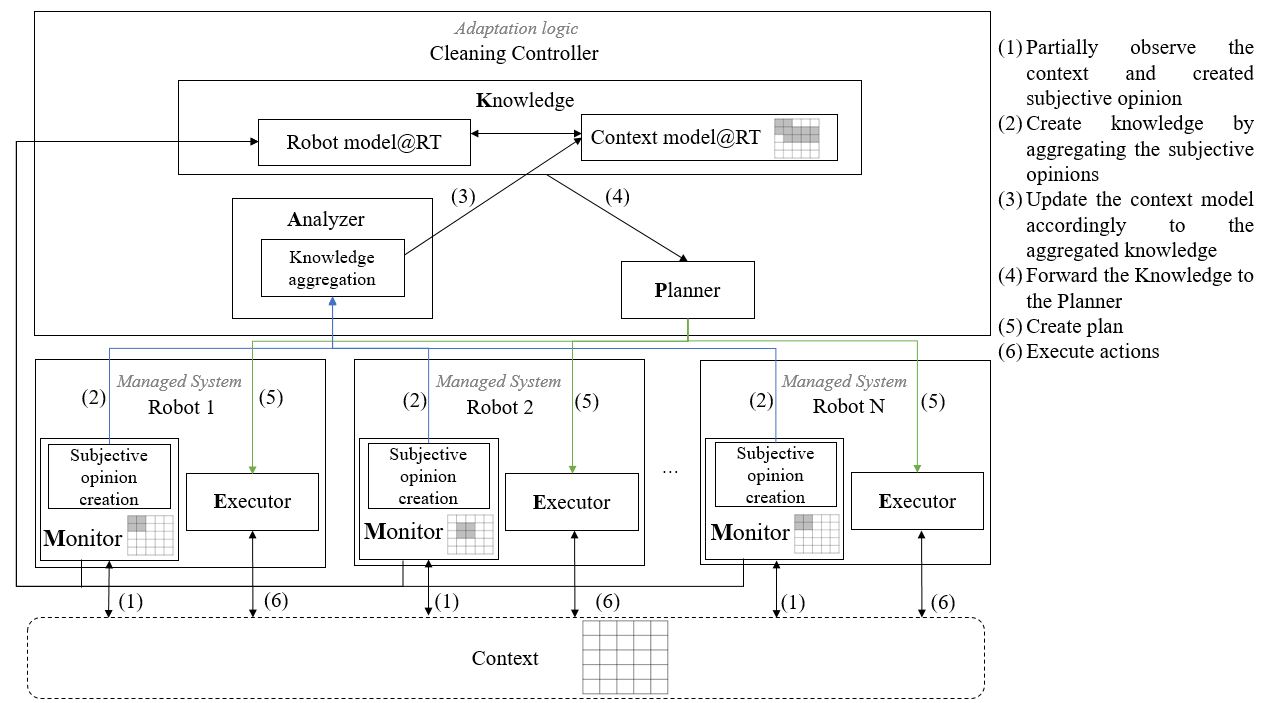 Adaptation logic
Cleaning Controller
Knowledge
Robot model@RT
Context model@RT
(3)
(4)
Analyzer
Knowledge
aggregation
Planner
Managed System
Robot 1
(2)
(5)
Subjective
opinion
creation
Monitor
Executor
(1)
(6)
Managed System
Robot 2
(2)
(5)
Subjective
opinion
creation
Monitor
Executor
(1)
(6)
...
Managed System
Robot N
(2)
(5)
Subjective
opinion
creation
Monitor
Executor
(1)
(6)
Context
(1) Partially observe the
context and created
subjective opinion
(2) Create knowledge by
aggregating the subjective
opinions
(3) Update the context model
accordingly to the
aggregated knowledge
(4) Forward the Knowledge to
the Planner
(5) Create plan
(6) Execute actions